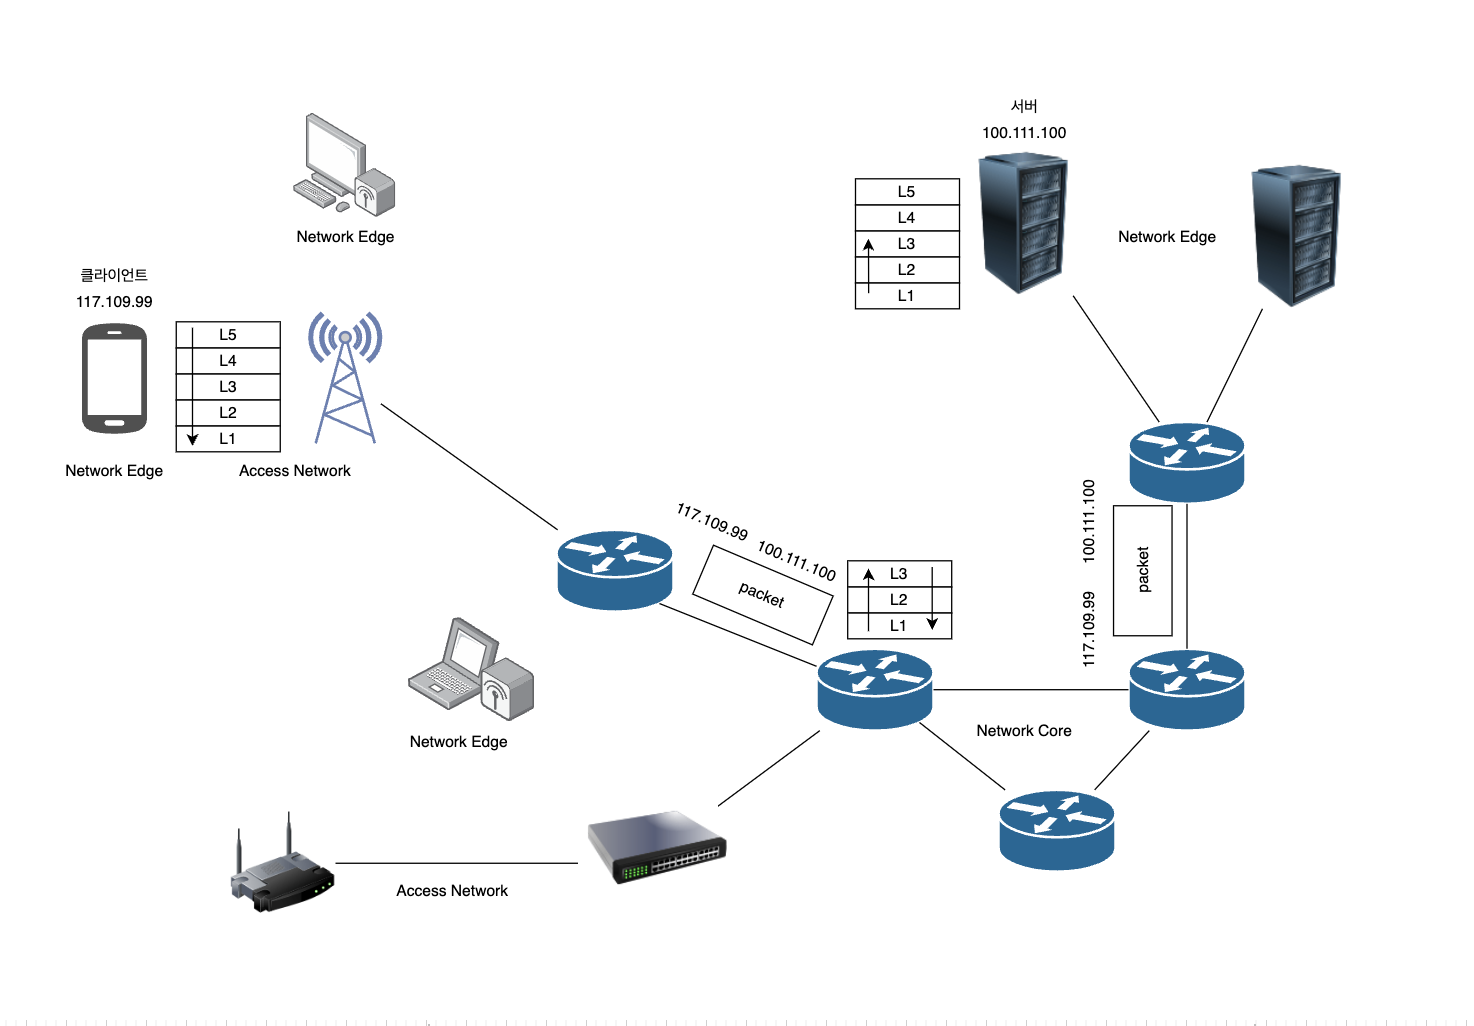 서버
100.111.100
L5
L4
L3
L2
L1
Network Edge
Network Edge
클라이언트
117.109.99
L5
L4
L3
L2
L1
Network Edge
Access Network
117.109.99
100.111.100
packet
L3
L2
L1
100.111.100
117.109.99
packet
Network Core
Network Edge
Access Network